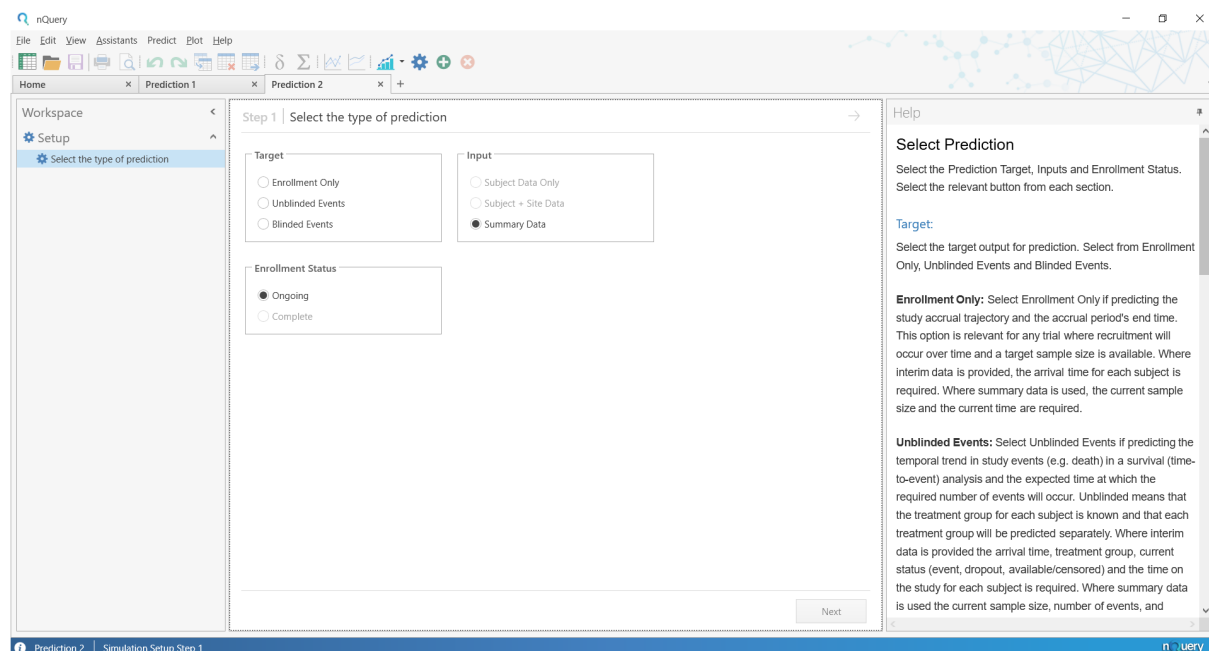 nQuery
File Edit View Assistants Predict Plot Help
Home × Prediction 1 × Prediction 2 × +
Workspace
Setup
Select the type of prediction
Step 1 | Select the type of prediction
Target
Enrollment Only
Unblinded Events
Blinded Events
Input
Subject Data Only
Subject + Site Data
Summary Data
Enrollment Status
Ongoing
Complete
Next
Help
Select Prediction
Select the Prediction Target, Inputs and Enrollment Status.
Select the relevant button from each section.
Target:
Select the target output for prediction. Select from Enrollment
Only, Unblinded Events and Blinded Events.
Enrollment Only: Select Enrollment Only if predicting the
study accrual trajectory and the accrual period's end time.
This option is relevant for any trial where recruitment will
occur over time and a target sample size is available. Where
interim data is provided, the arrival time for each subject is
required. Where summary data is used, the current sample
size and the current time are required.
Unblinded Events: Select Unblinded Events if predicting the
temporal trend in study events (e.g. death) in a survival (time-
to-event) analysis and the expected time at which the
required number of events will occur. Unblinded means that
the treatment group for each subject is known and that each
treatment group will be predicted separately. Where interim
data is provided the arrival time, treatment group, current
status (event, dropout, available/censored) and the time on
the study for each subject is required. Where summary data
is used the current sample size, number of events, and
Prediction 2 | Simulation Setup Step 1
nQuery